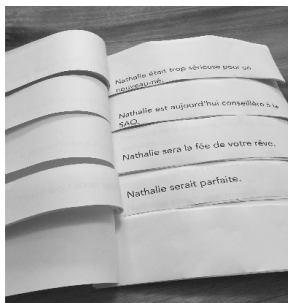 Nathalie était trop sérieuse pour un
nouveau-né.
Nathalie est aujourd'hui conseillère à la
SAQ.
Nathalie sera la fée de votre rêve.
Nathalie serait parfaite.